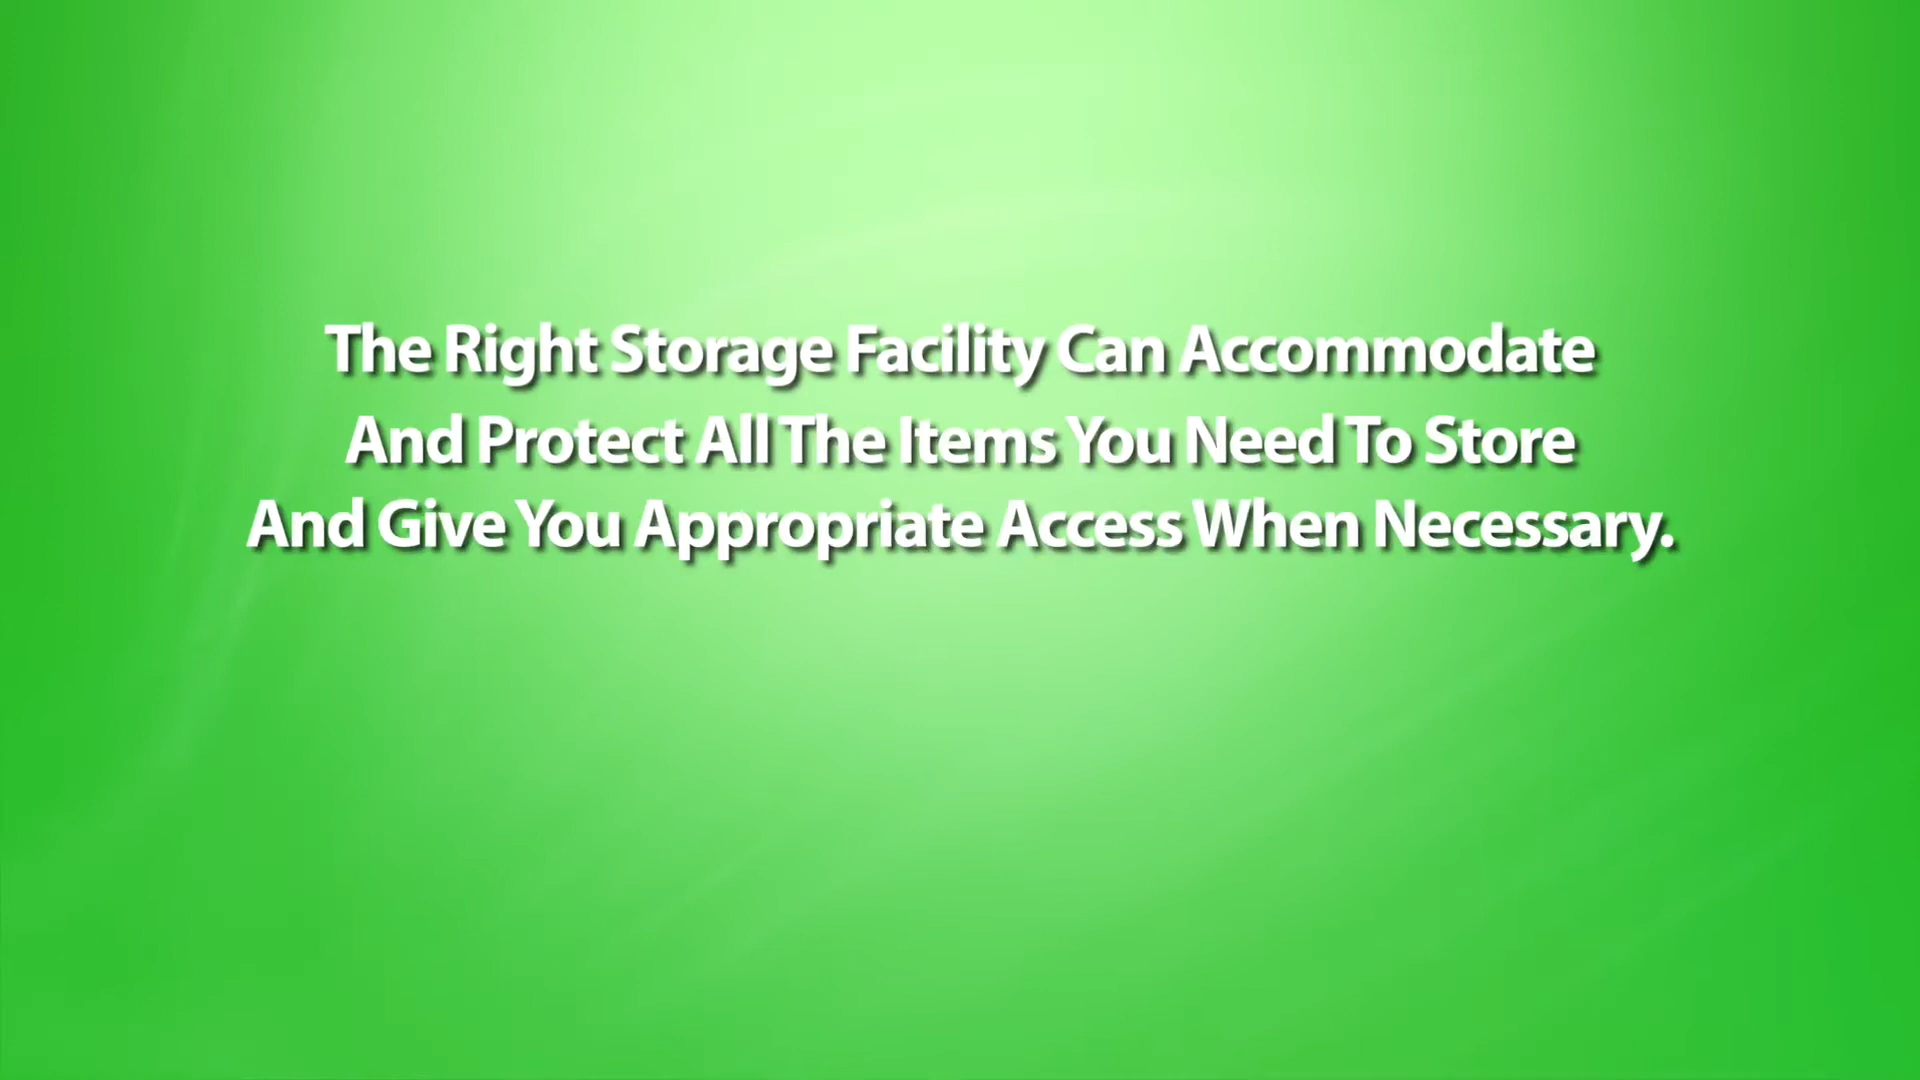 The Right Storage Facility Can Accommodate
And Protect All The Items You Need To Store
And Give You Appropriate Access When Necessary.